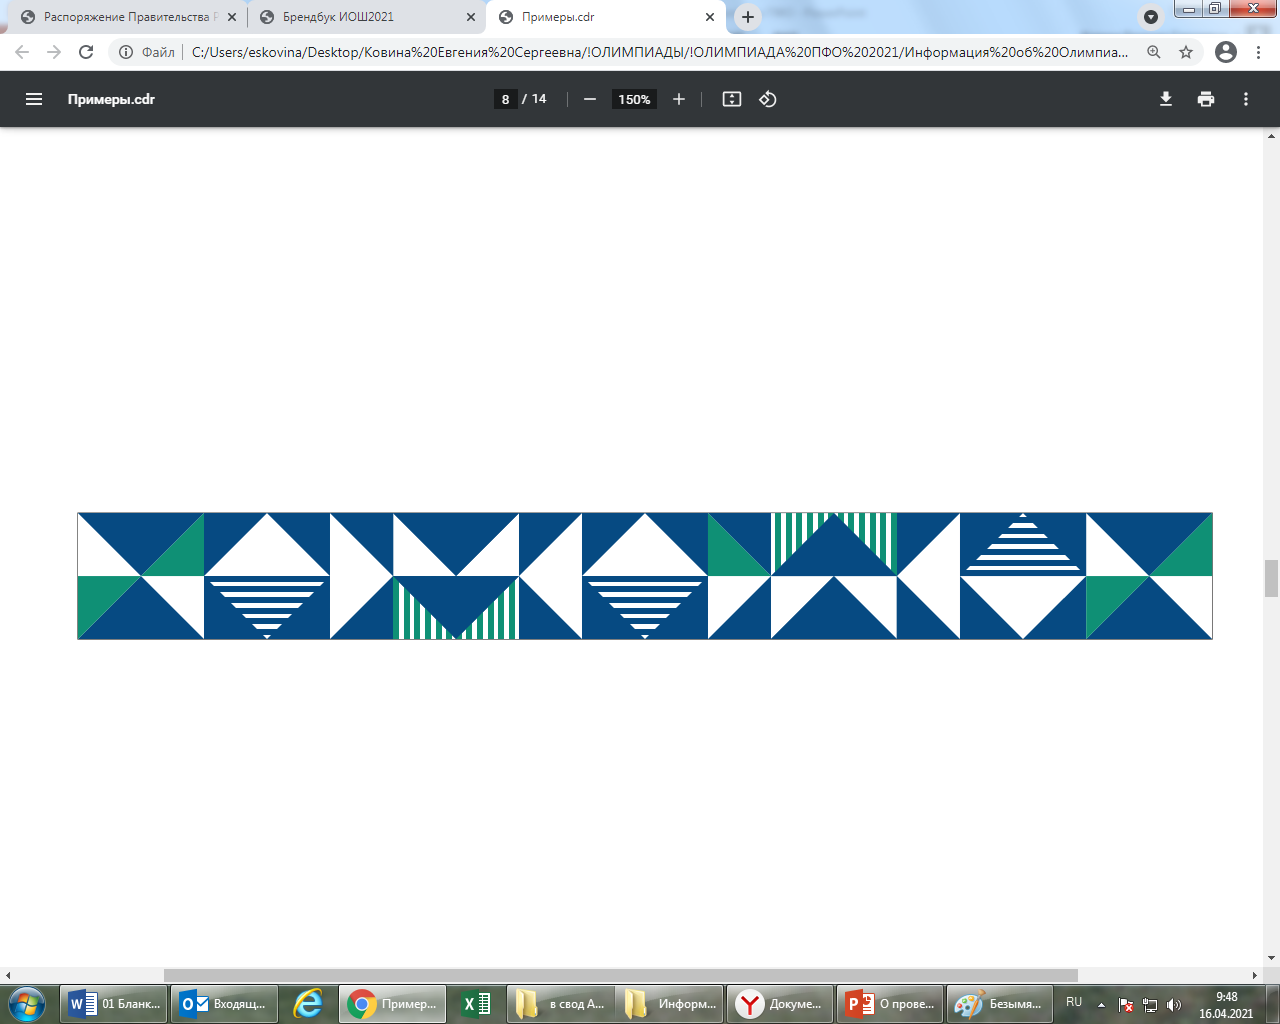 Распоряжение Правительства Р
Брендбук ИОШ2021
Примеры.cdr
Файл
C:/Users/eskovina/Desktop/Ковина%20Евгения%20Сергеевна/!ОЛИМПИАДЫ/!ОЛИМПИАДА%20ПФО%202021/Информация%20об%20Олимпиа...
Примеры.cdr
8 / 14
150%
01 Бланк...
Входящ...
Пример...
в свод А...
Информ...
Докуме...
О прове...
Безымя...
RU
9:48
16.04.2021